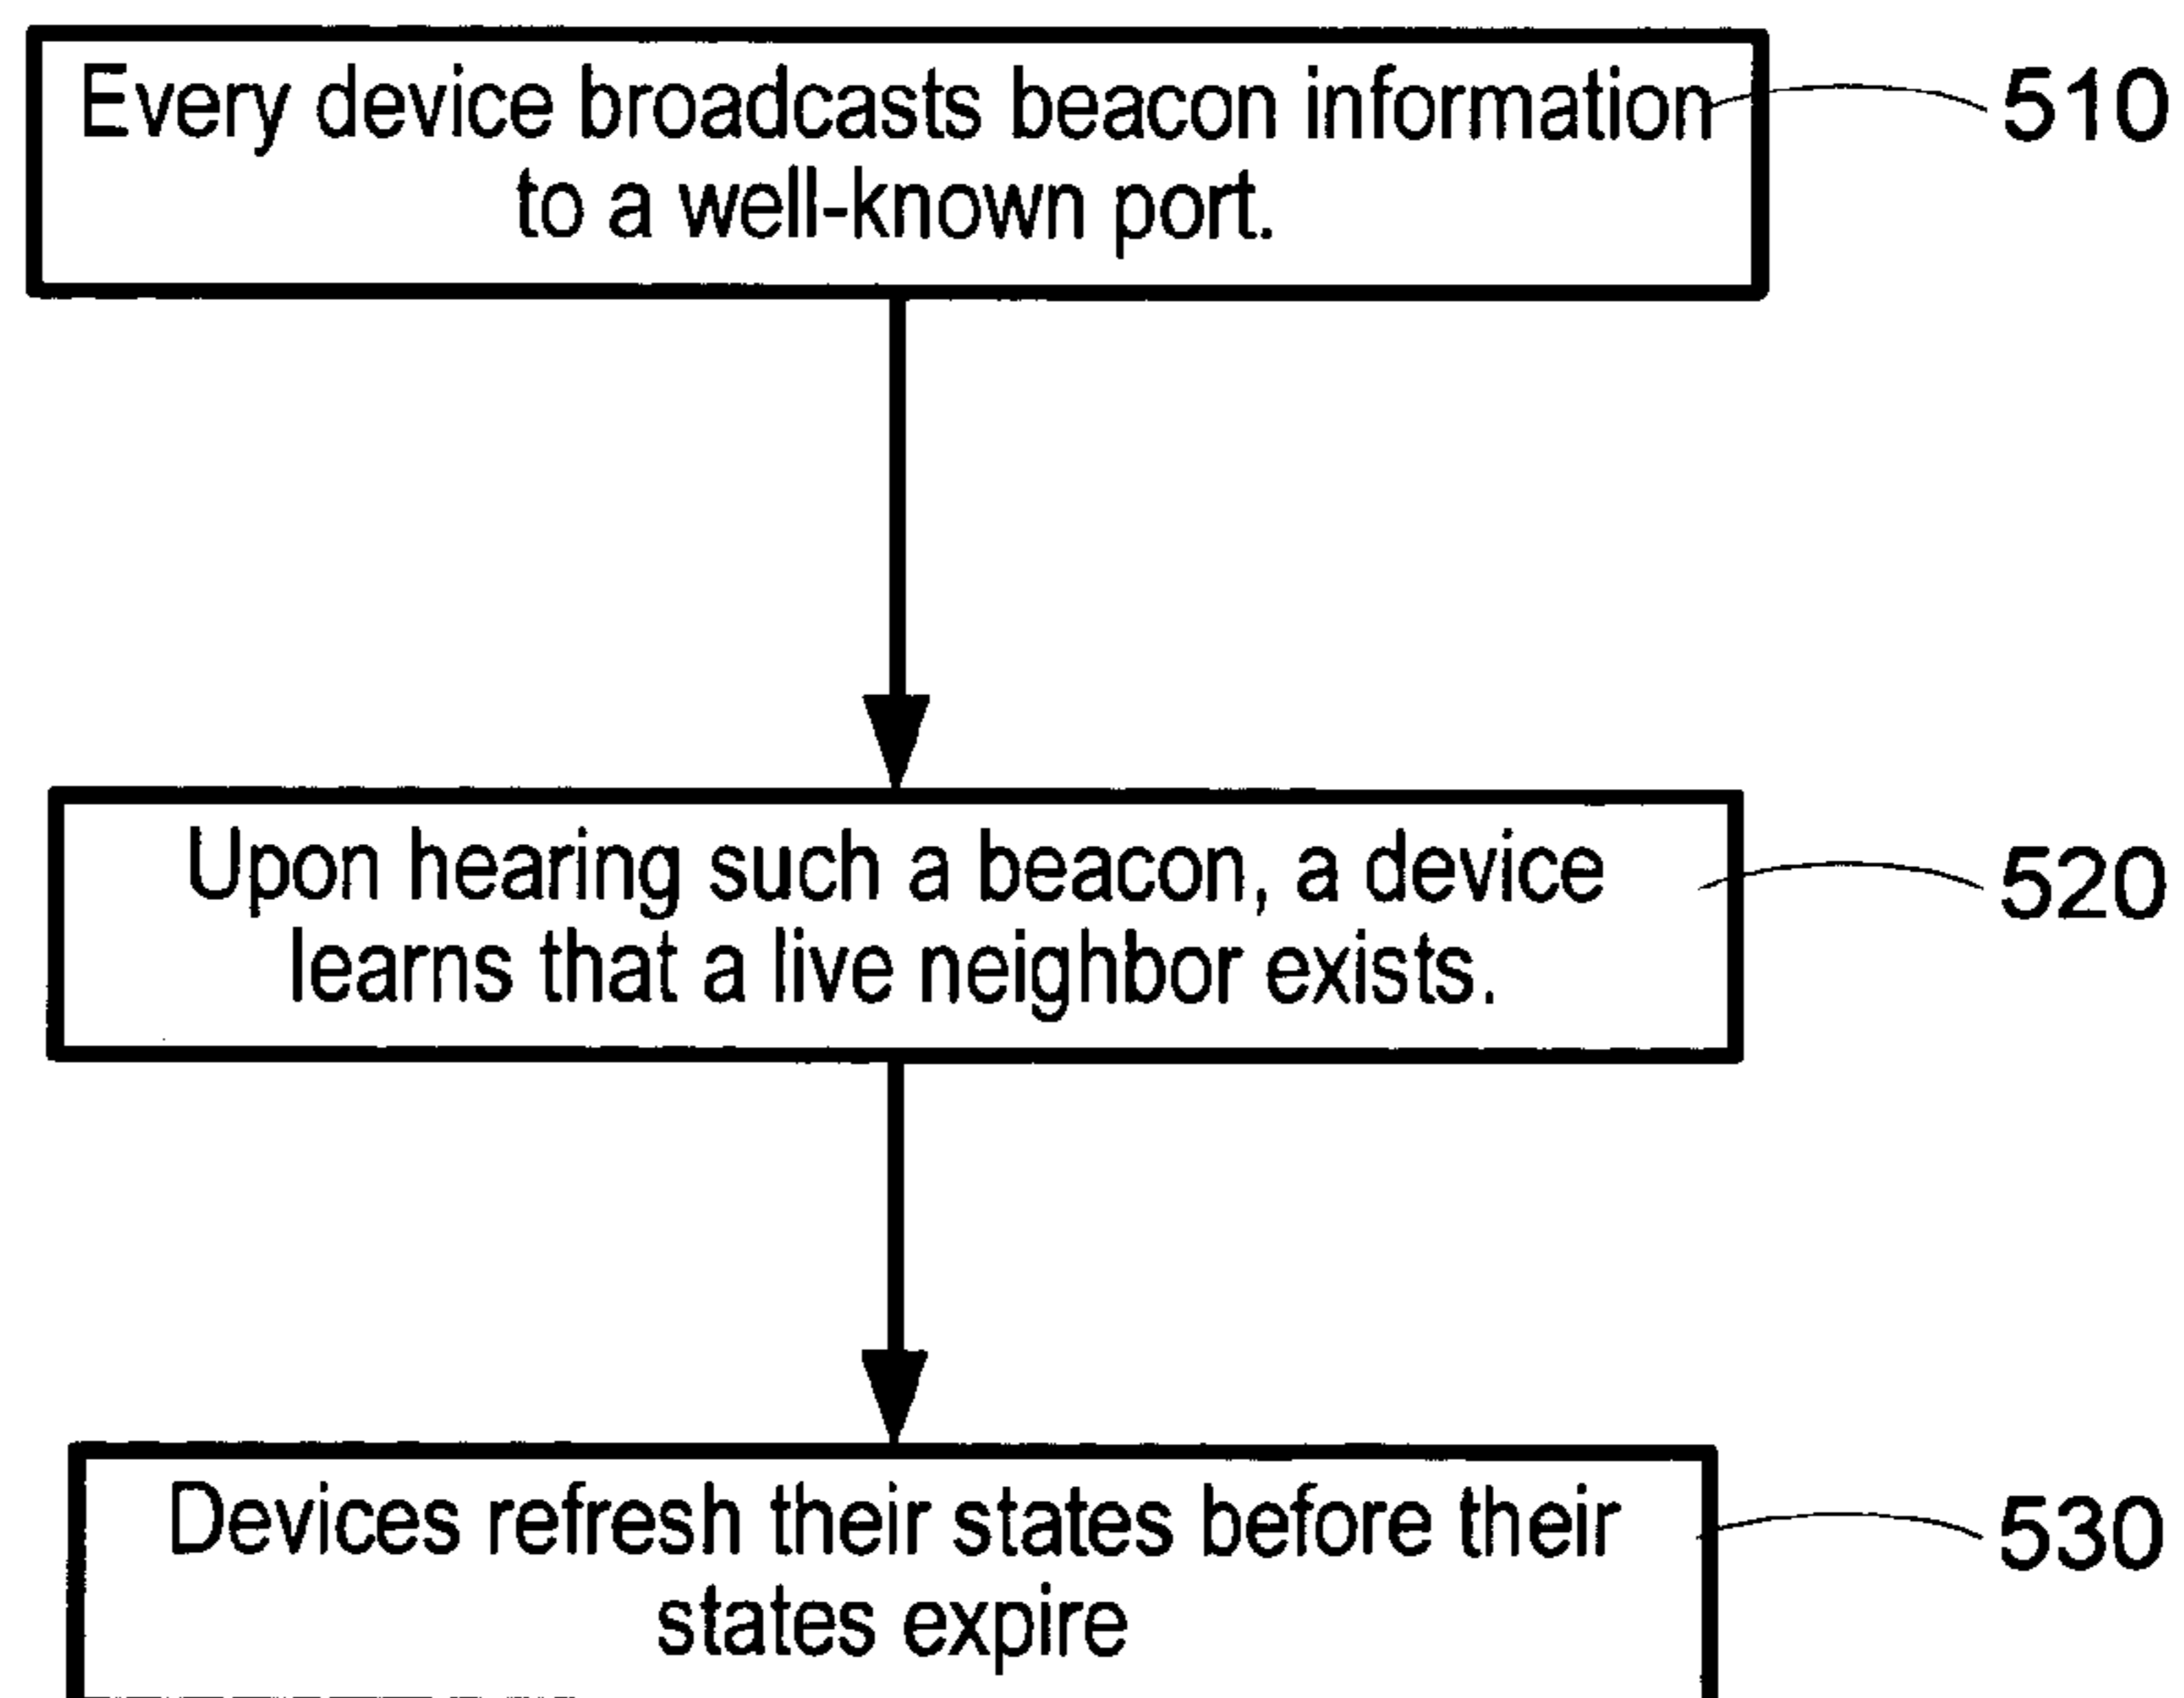 Every device broadcasts beacon information
to a well-known port.
510
Upon hearing such a beacon, a device
learns that a live neighbor exists.
520
Devices refresh their states before their
states expire
530